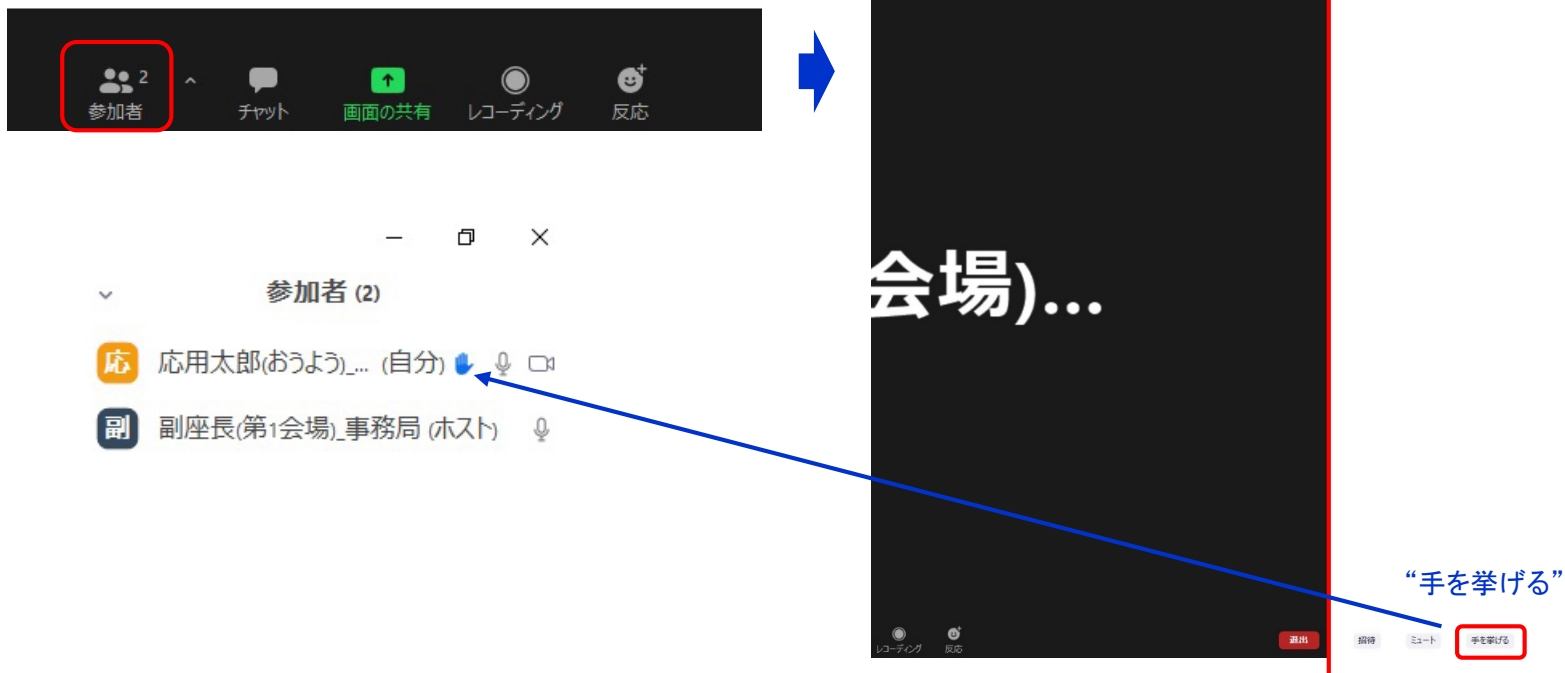 2
参加者
チャット
画面の共有
レコーディング
反応
参加者 (2)
応 応用太郎(おうよう)_... (自分)
副 副座長(第1会場)_事務局 (ホスト)
会場)...
“手を挙げる”
レコーディング
反応
退出
招待
ミュート
手を挙げる